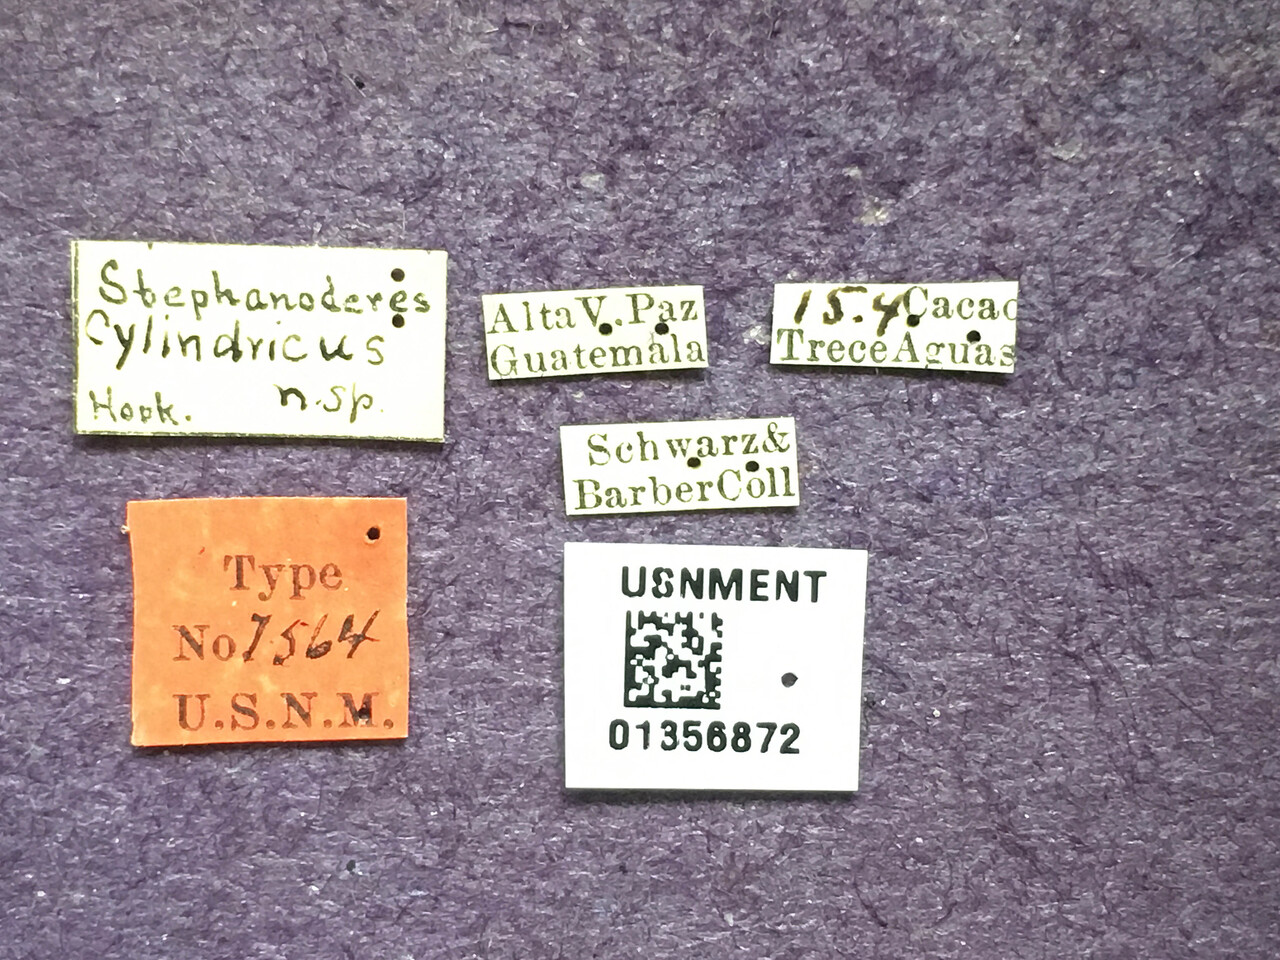 Stephanoderes
Cylindricus
Hopk. n.sp.
Alta V. Paz
Guatemala
15.4 Cacao
Trece Aguas
Schwarz &
Barber Coll
Type
No 7564
U.S.N.M.
USNMENT
01356872